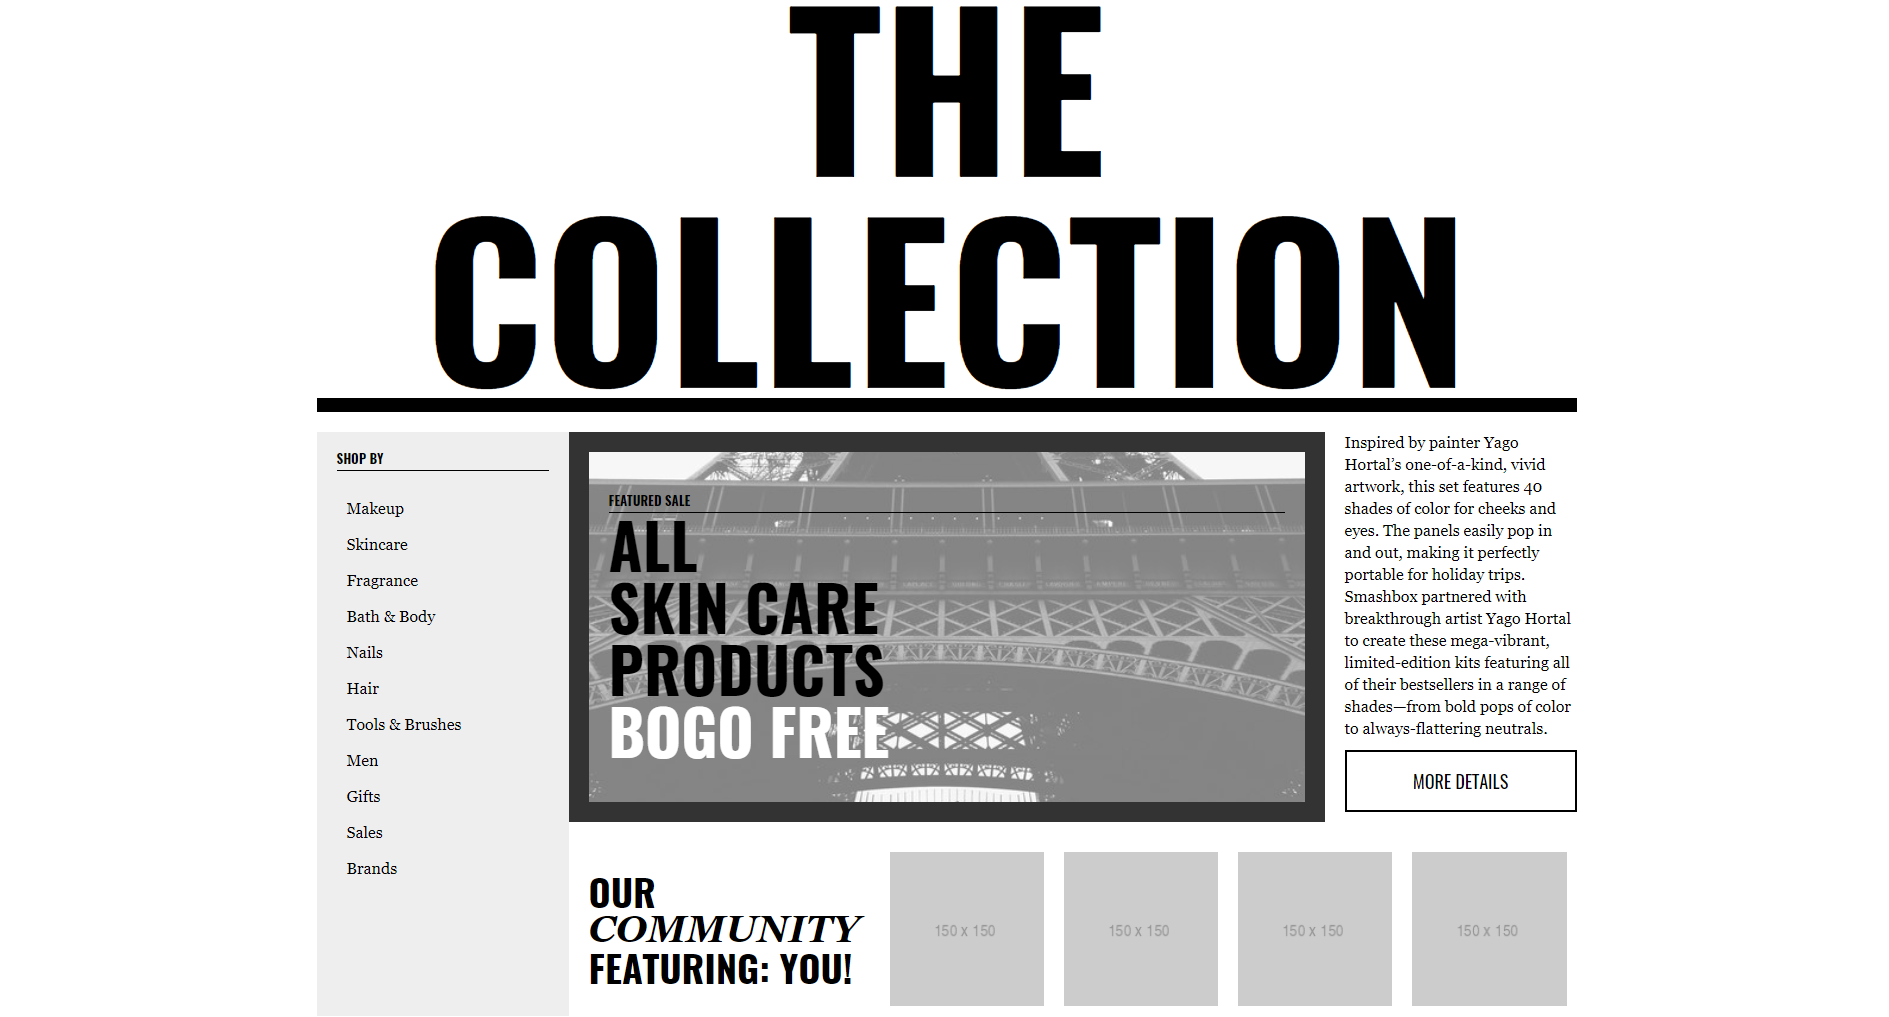 THE
COLLECTION
SHOP BY
Makeup
Skincare
Fragrance
Bath & Body
Nails
Hair
Tools & Brushes
Men
Gifts
Sales
Brands
FEATURED SALE
ALL
SKIN CARE
PRODUCTS
BOGO FREE
Inspired by painter Yago
Hortal’s one-of-a-kind, vivid
artwork, this set features 40
shades of color for cheeks and
eyes. The panels easily pop in
and out, making it perfectly
portable for holiday trips.
Smashbox partnered with
breakthrough artist Yago Hortal
to create these mega-vibrant,
limited-edition kits featuring all
of their bestsellers in a range of
shades—from bold pops of color
to always-flattering neutrals.
MORE DETAILS
OUR
COMMUNITY
FEATURING: YOU!
150 x 150
150 x 150
150 x 150
150 x 150